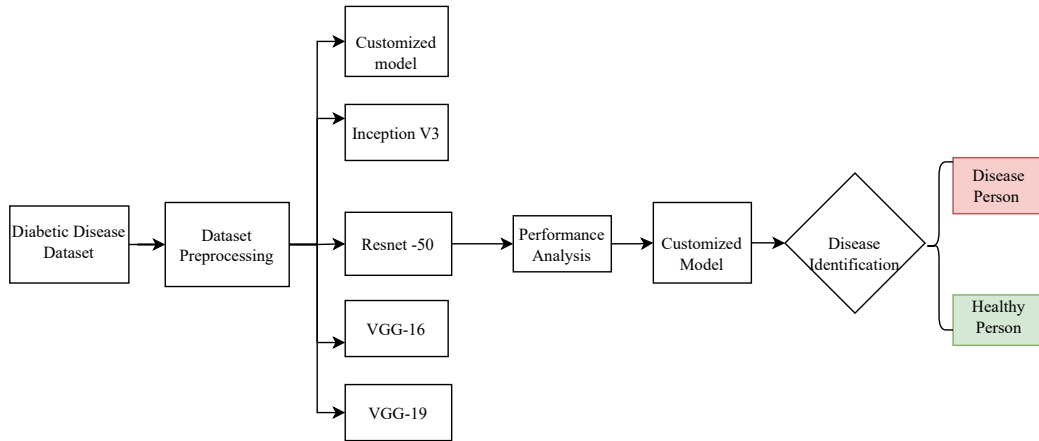 Diabetic Disease
Dataset
Dataset
Preprocessing
Customized
model
Inception V3
Resnet -50
VGG-16
VGG-19
Performance
Analysis
Customized
Model
Disease
Identification
Disease
Person
Healthy
Person